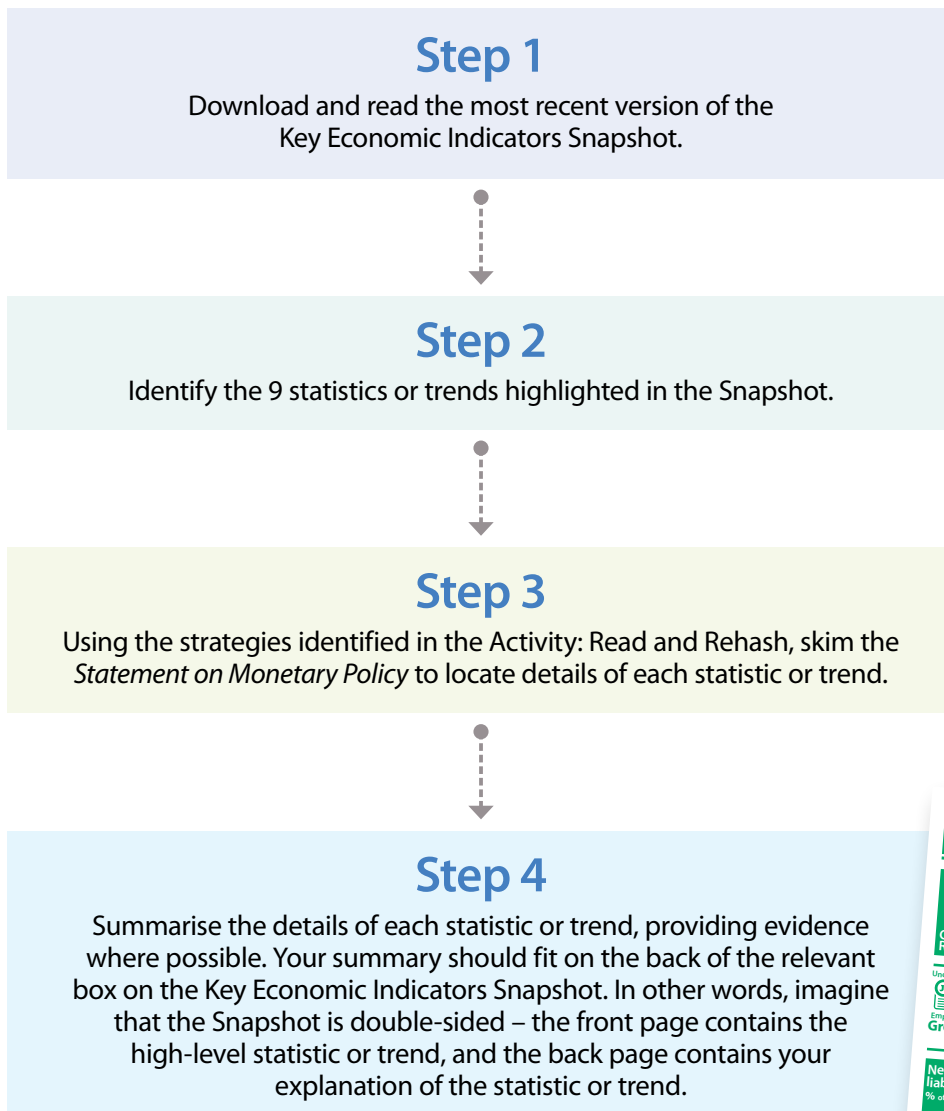 Step 1
Download and read the most recent version of the
Key Economic Indicators Snapshot.
Step 2
Identify the 9 statistics or trends highlighted in the Snapshot.
Step 3
Using the strategies identified in the Activity: Read and Rehash, skim the
Statement on Monetary Policy to locate details of each statistic or trend.
Step 4
Summarise the details of each statistic or trend, providing evidence
where possible. Your summary should fit on the back of the relevant
box on the Key Economic Indicators Snapshot. In other words, imagine
that the Snapshot is double-sided – the front page contains the
high-level statistic or trend, and the back page contains your
explanation of the statistic or trend.